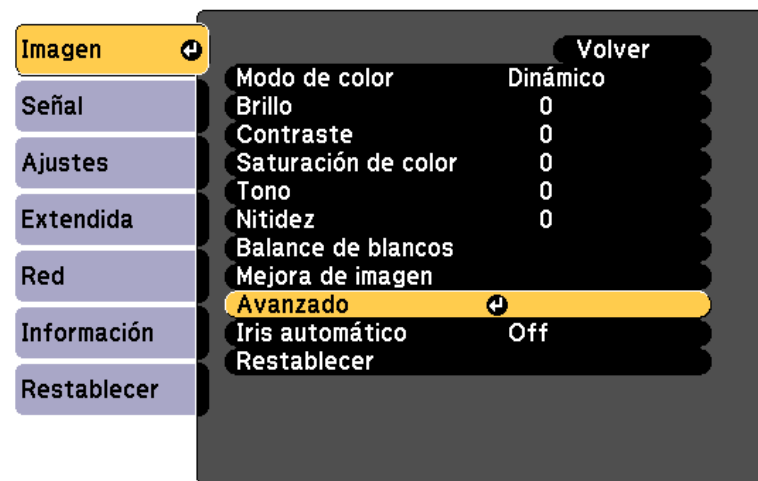 Imagen
Señal
Ajustes
Extendida
Red
Información
Restablecer
Volver
Modo de color Dinámico
Brillo 0
Contraste 0
Saturación de color 0
Tono 0
Nitidez 0
Balance de blancos
Mejora de imagen
Avanzado
Iris automático Off
Restablecer